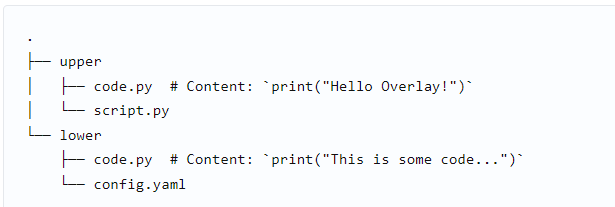 .
├── upper
│   ├── code.py  # Content: `print("Hello Overlay!")`
│   └── script.py
└── lower
    ├── code.py  # Content: `print("This is some code...")`
    └── config.yaml